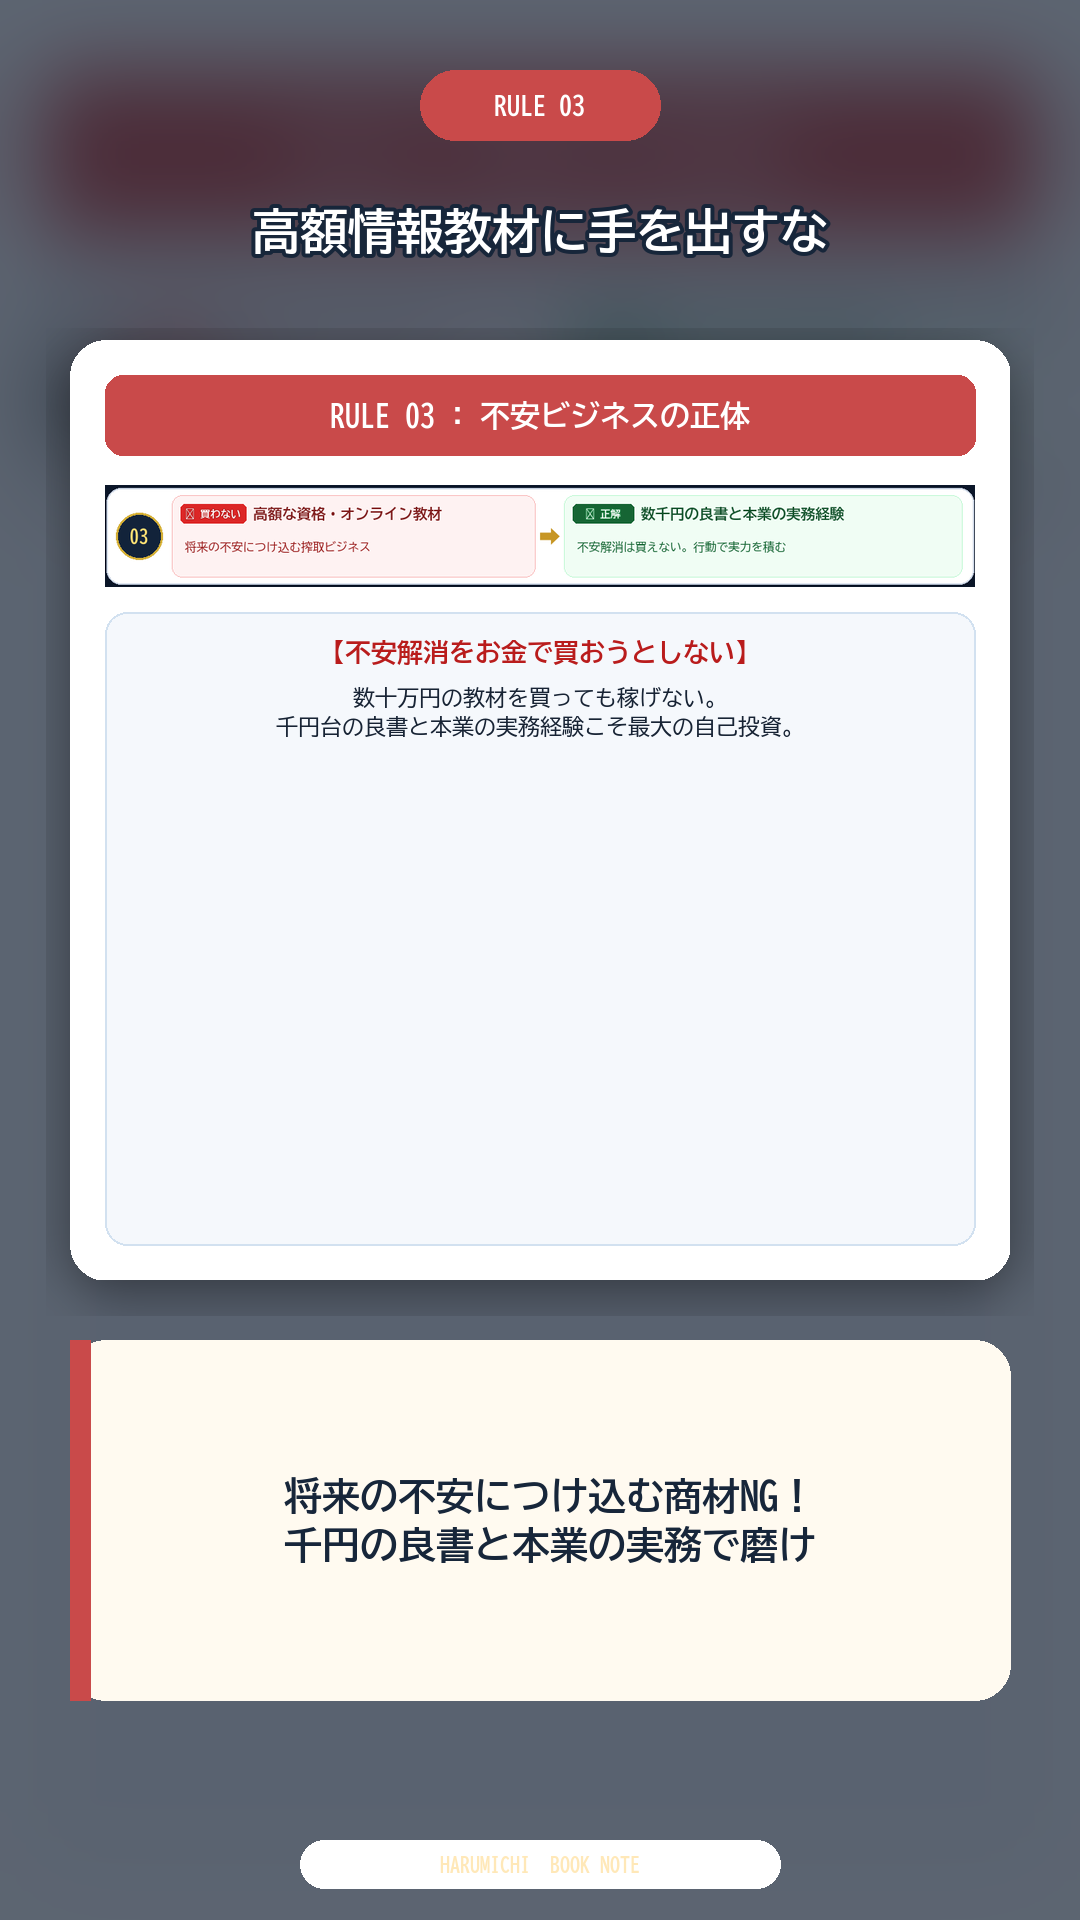 RULE 03
高額情報教材に手を出すな
RULE 03 : 不安ビジネスの正体
03
買わない 高額な資格・オンライン教材
将来の不安につけ込む搾取ビジネス
正解 数千円の良書と本業の実務経験
不安解消は買えない。行動で実力を積む
【不安解消をお金で買おうとしない】
数十万円の教材を買っても稼げない。
千円台の良書と本業の実務経験こそ最大の自己投資。
将来の不安につけ込む商材NG！
千円の良書と本業の実務で磨け
HARUMICHI BOOK NOTE